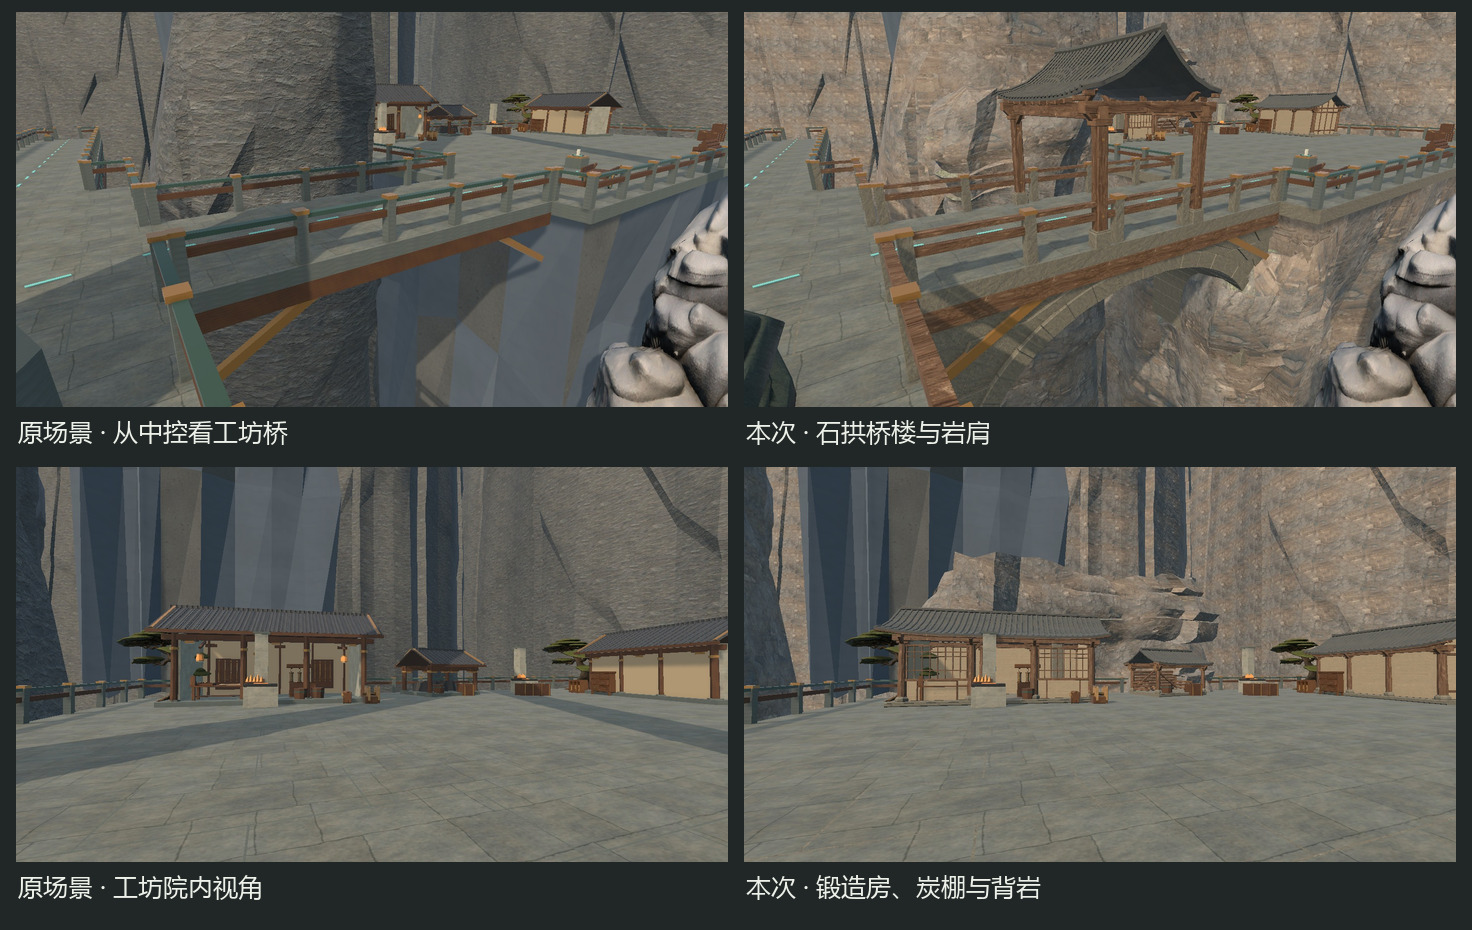 原场景 · 从中控看工坊桥
本次 · 石拱桥楼与岩肩
原场景 · 工坊院内视角
本次 · 锻造房、炭棚与背岩